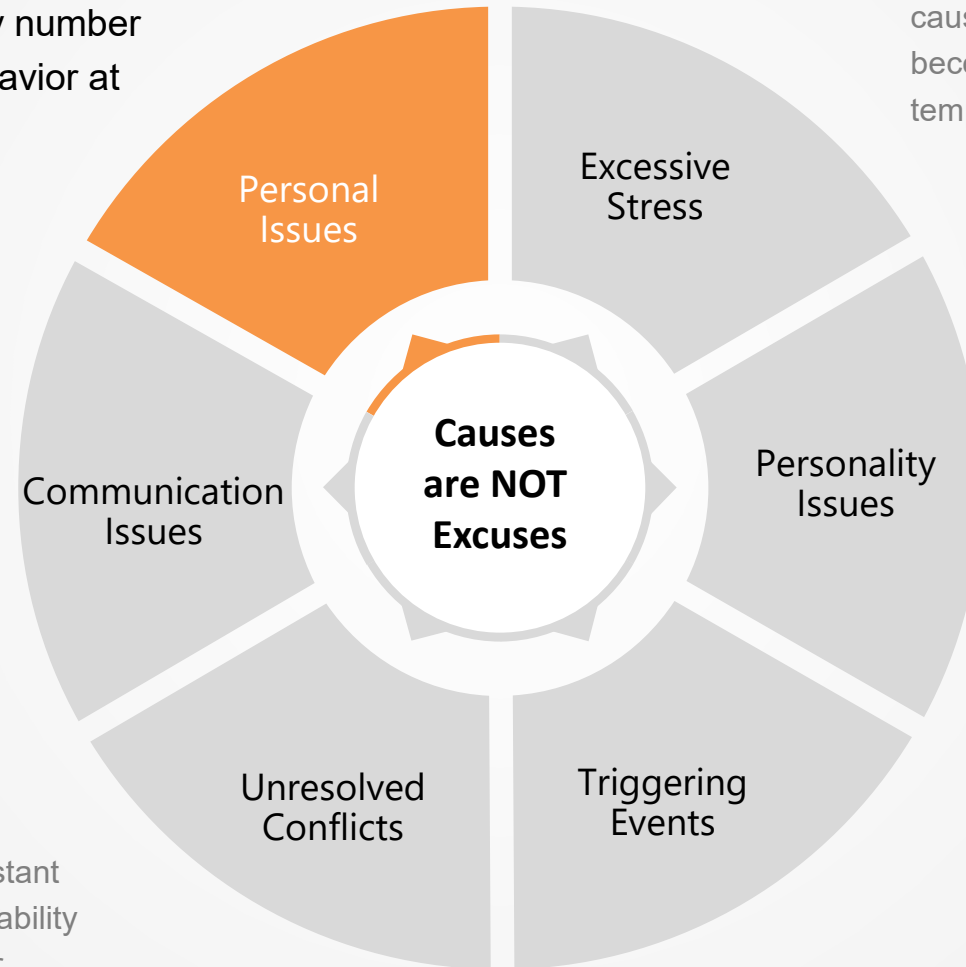 number
avior at
Personal
Issues
Excessive
Stress
Communication
Issues
Causes
are NOT
Excuses
Personality
Issues
Unresolved
Conflicts
Triggering
Events
ability